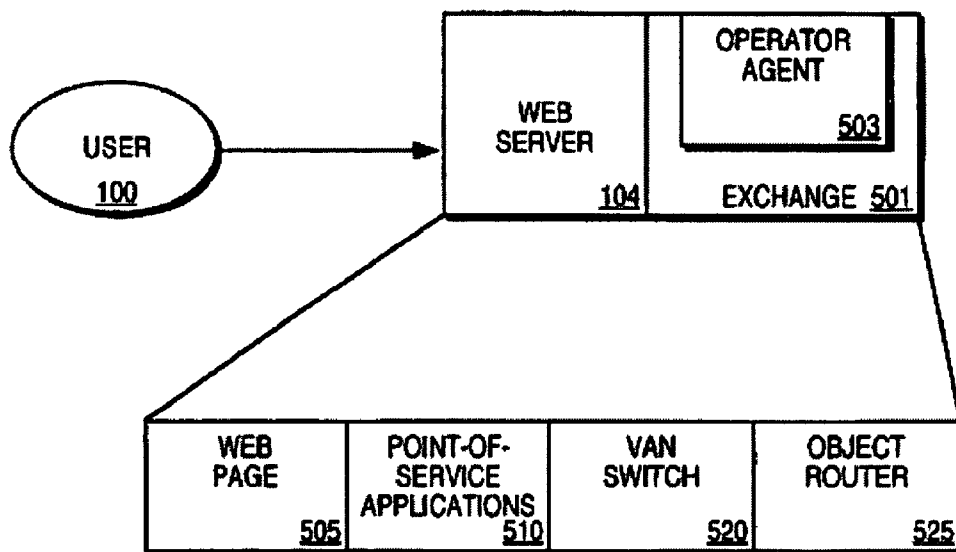 USER
100
WEB
SERVER
104
OPERATOR
AGENT
503
EXCHANGE 501
WEB
PAGE
505
POINT-OF-
SERVICE
APPLICATIONS
510
VAN
SWITCH
520
OBJECT
ROUTER
525